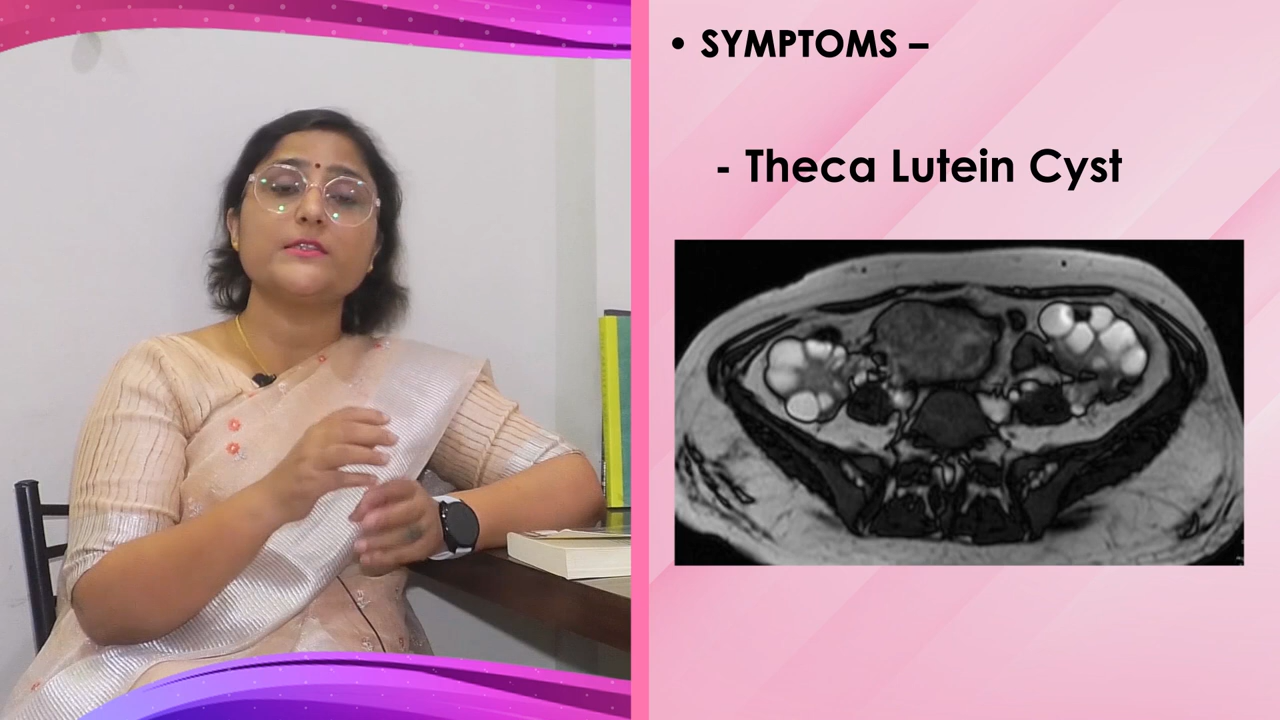 • SYMPTOMS –
- Theca Lutein Cyst